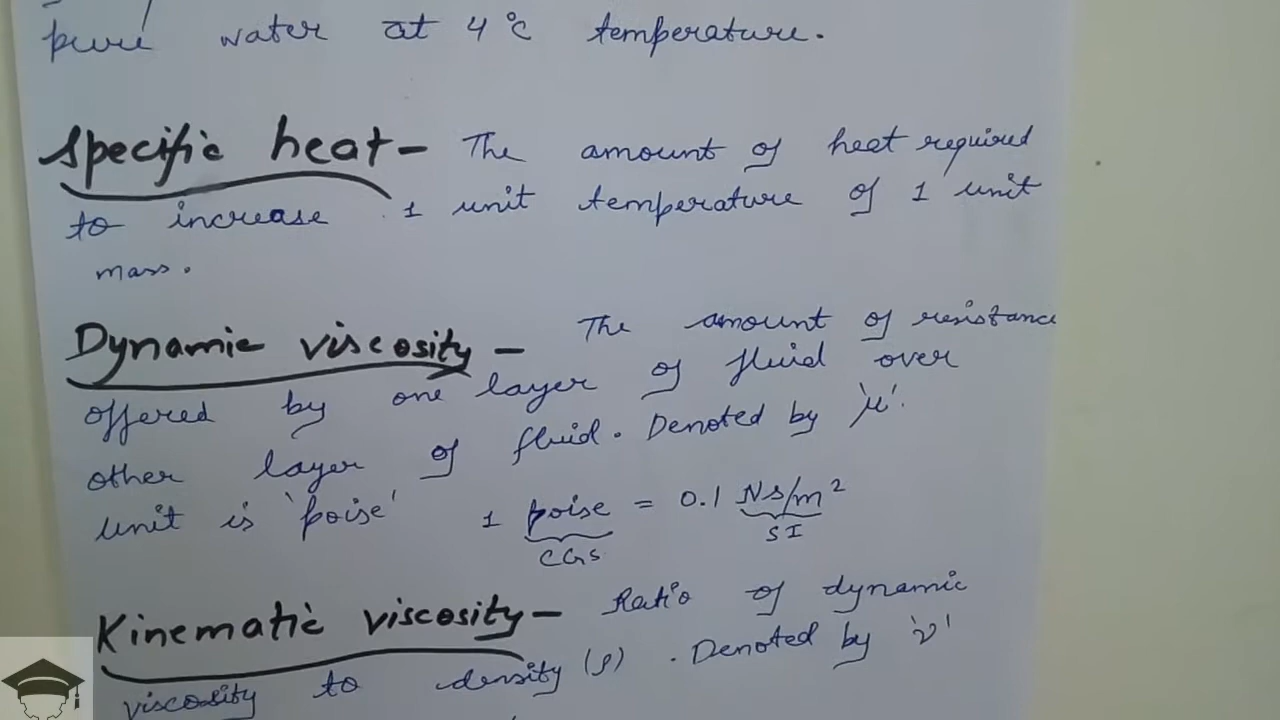 pure water at 4°C temperature.
Specific heat- The amount of heat required
to increase 1 unit temperature of 1 unit
mass.
Dynamic viscosity - The amount of resistance
offered by one layer of fluid over
other layer of fluid. Denoted by 'μ'.
unit is 'poise' 1 poise = 0.1 Ns/m²
CGS SI
Kinematic viscosity- Ratio of dynamic
viscosity to density (ρ). Denoted by 'ν'